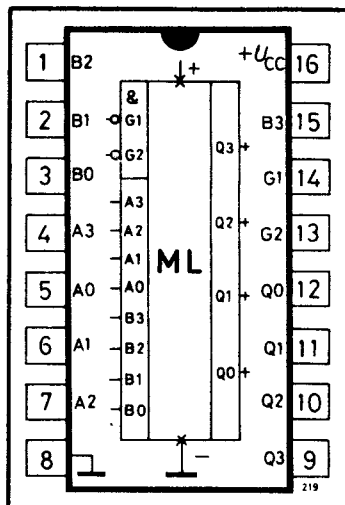 1 B2 +UCC 16
&
2 B1 G1 B3 15
G2 Q3 +
3 B0 G1 14
A3
4 A3 A2 Q2 + G2 13
A1
5 A0 A0 ML Q1 + Q0 12
B3
6 A1 B2 Q1 11
B1 Q0 +
7 A2 B0 Q2 10
8 Q3 9
219
+
−